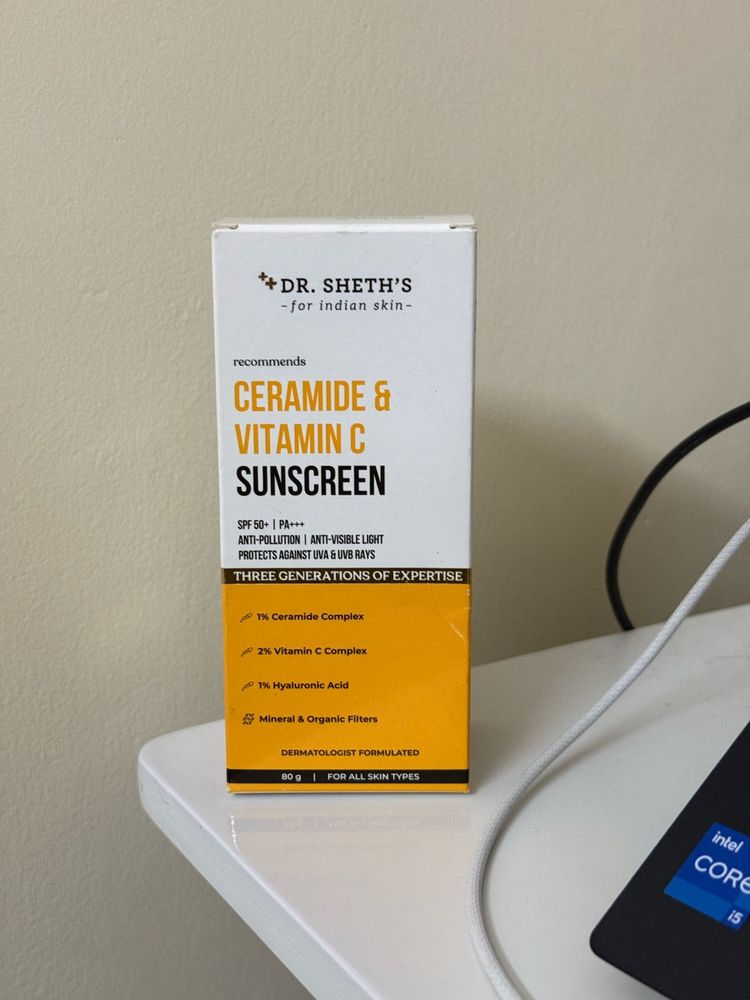 DR. SHETH'S
-for indian skin-
recommends
CERAMIDE &
VITAMIN C
SUNSCREEN
SPF 50+ | PA+++
ANTI-POLLUTION | ANTI-VISIBLE LIGHT
PROTECTS AGAINST UVA & UVB RAYS
THREE GENERATIONS OF EXPERTISE
1% Ceramide Complex
2% Vitamin C Complex
1% Hyaluronic Acid
Mineral & Organic Filters
DERMATOLOGIST FORMULATED
80 g | FOR ALL SKIN TYPES
intel
CORE
i5